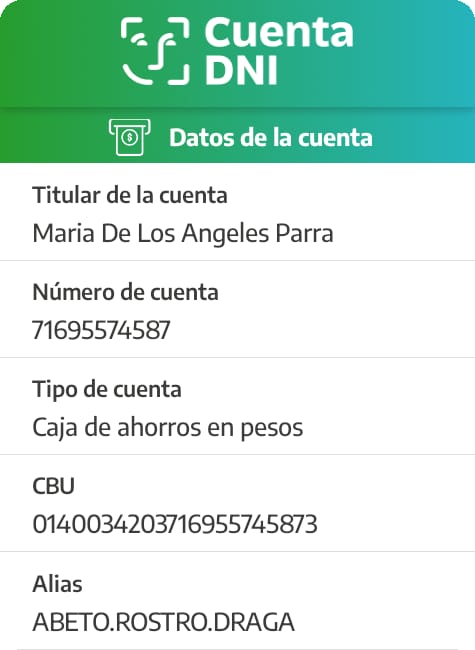 Cuenta
DNI
Datos de la cuenta
Titular de la cuenta
Maria De Los Angeles Parra
Número de cuenta
71695574587
Tipo de cuenta
Caja de ahorros en pesos
CBU
0140034203716955745873
Alias
ABETO.ROSTRO.DRAGA